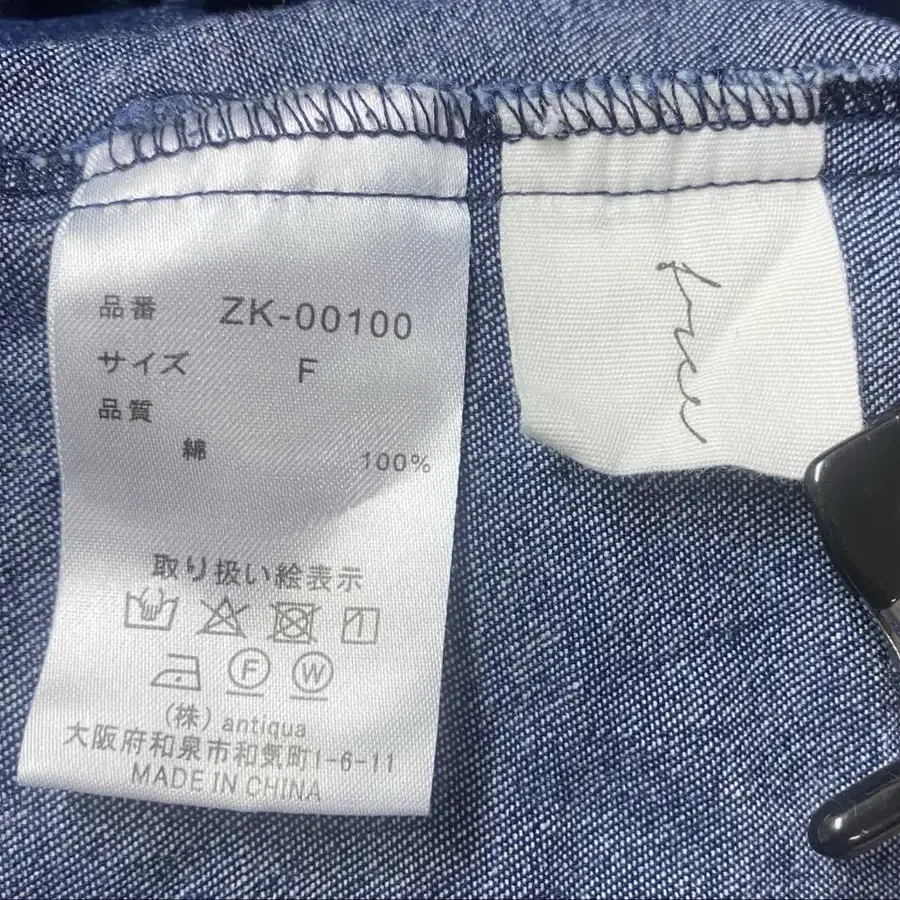 品番 ZK-00100
サイズ F
品質
綿 100%
取り扱い絵表示
F W
(株) antiqua
大阪府和泉市和気町1-6-11
MADE IN CHINA
free